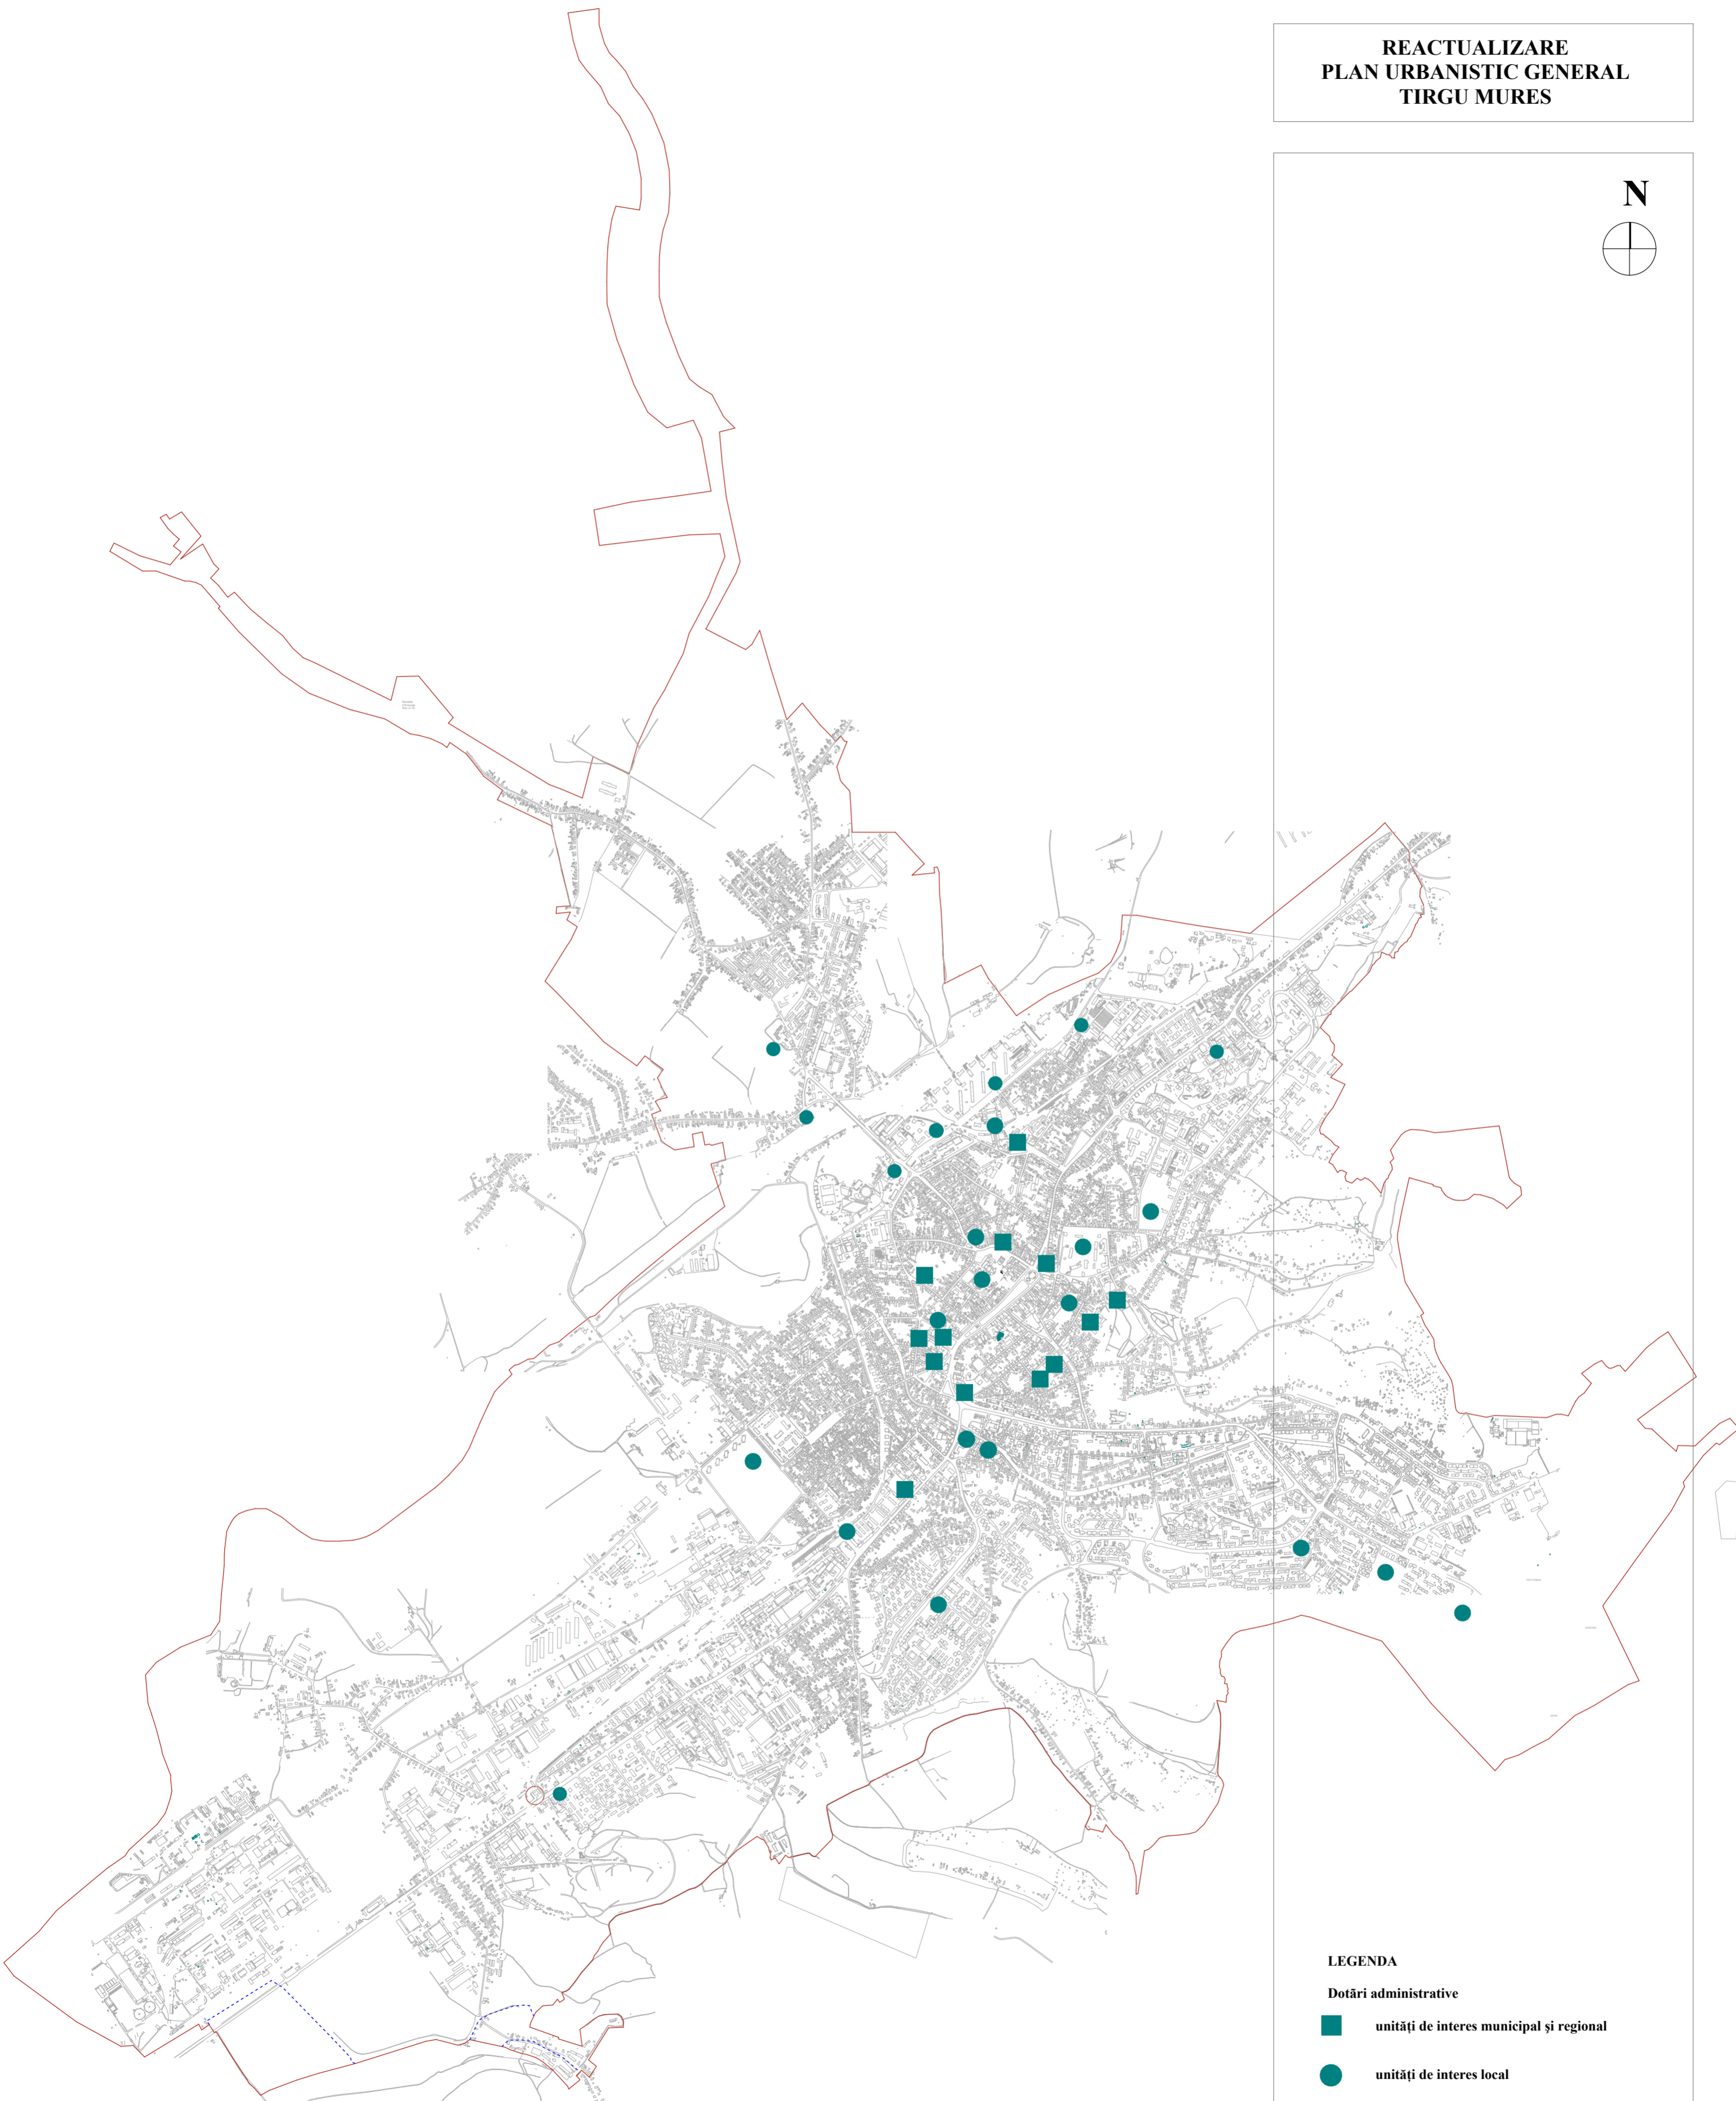 REACTUALIZARE
PLAN URBANISTIC GENERAL
TIRGU MURES
N
LEGENDA
Dotări administrative
unități de interes municipal și regional
unități de interes local